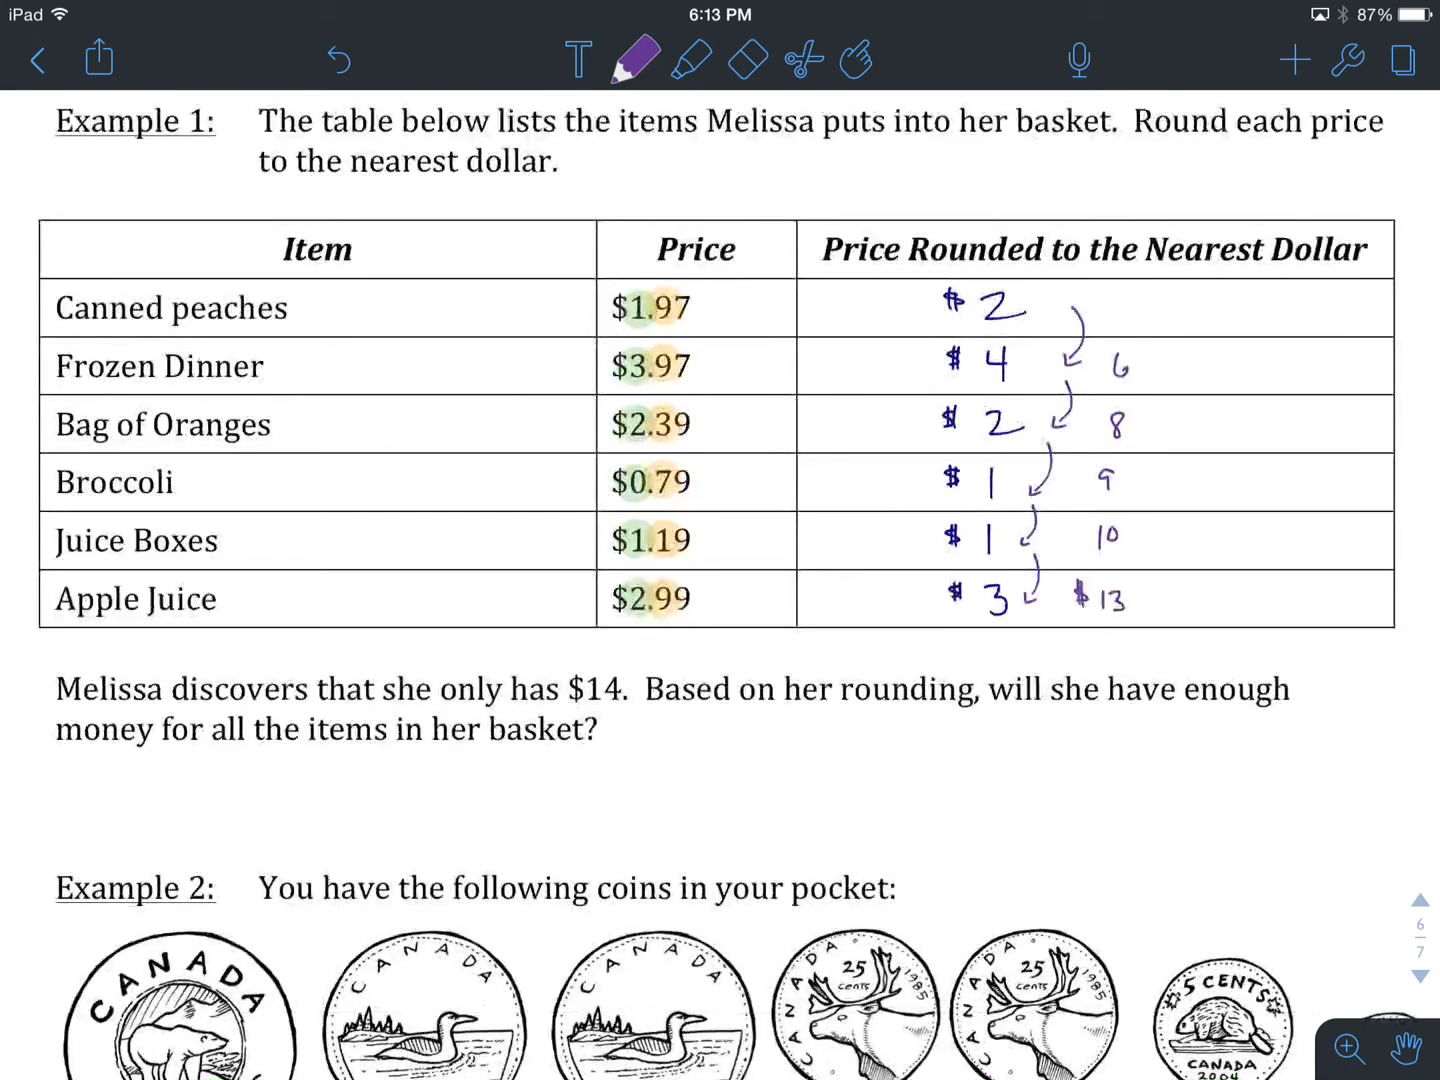 iPad 6:13 PM 87%
T
Example 1: The table below lists the items Melissa puts into her basket. Round each price
to the nearest dollar.
Item Price Price Rounded to the Nearest Dollar
Canned peaches $1.97 $ 2
Frozen Dinner $3.97 $ 4 6
Bag of Oranges $2.39 $ 2 8
Broccoli $0.79 $ 1 9
Juice Boxes $1.19 $ 1 10
Apple Juice $2.99 $ 3 $ 13
Melissa discovers that she only has $14. Based on her rounding, will she have enough
money for all the items in her basket?
Example 2: You have the following coins in your pocket:
6
7
CANADA
CANADA
CANADA
CANADA 25 CENTS 1985
CANADA 25 CENTS 1985
5 CENTS
CANADA
2004